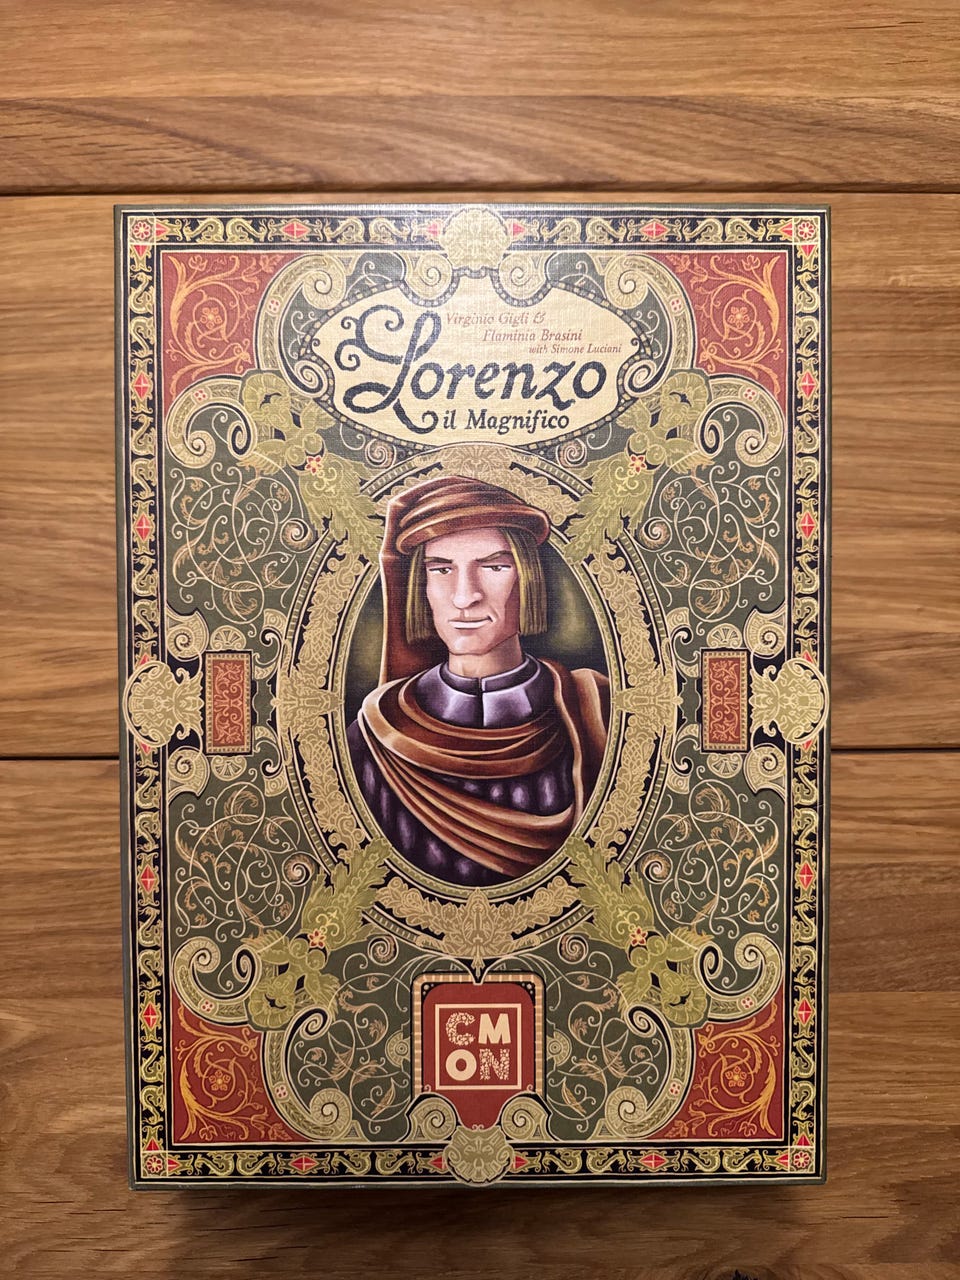 Virginio Gigli &
Flaminia Brasini
with Simone Luciani
Lorenzo
il Magnifico
CM
ON